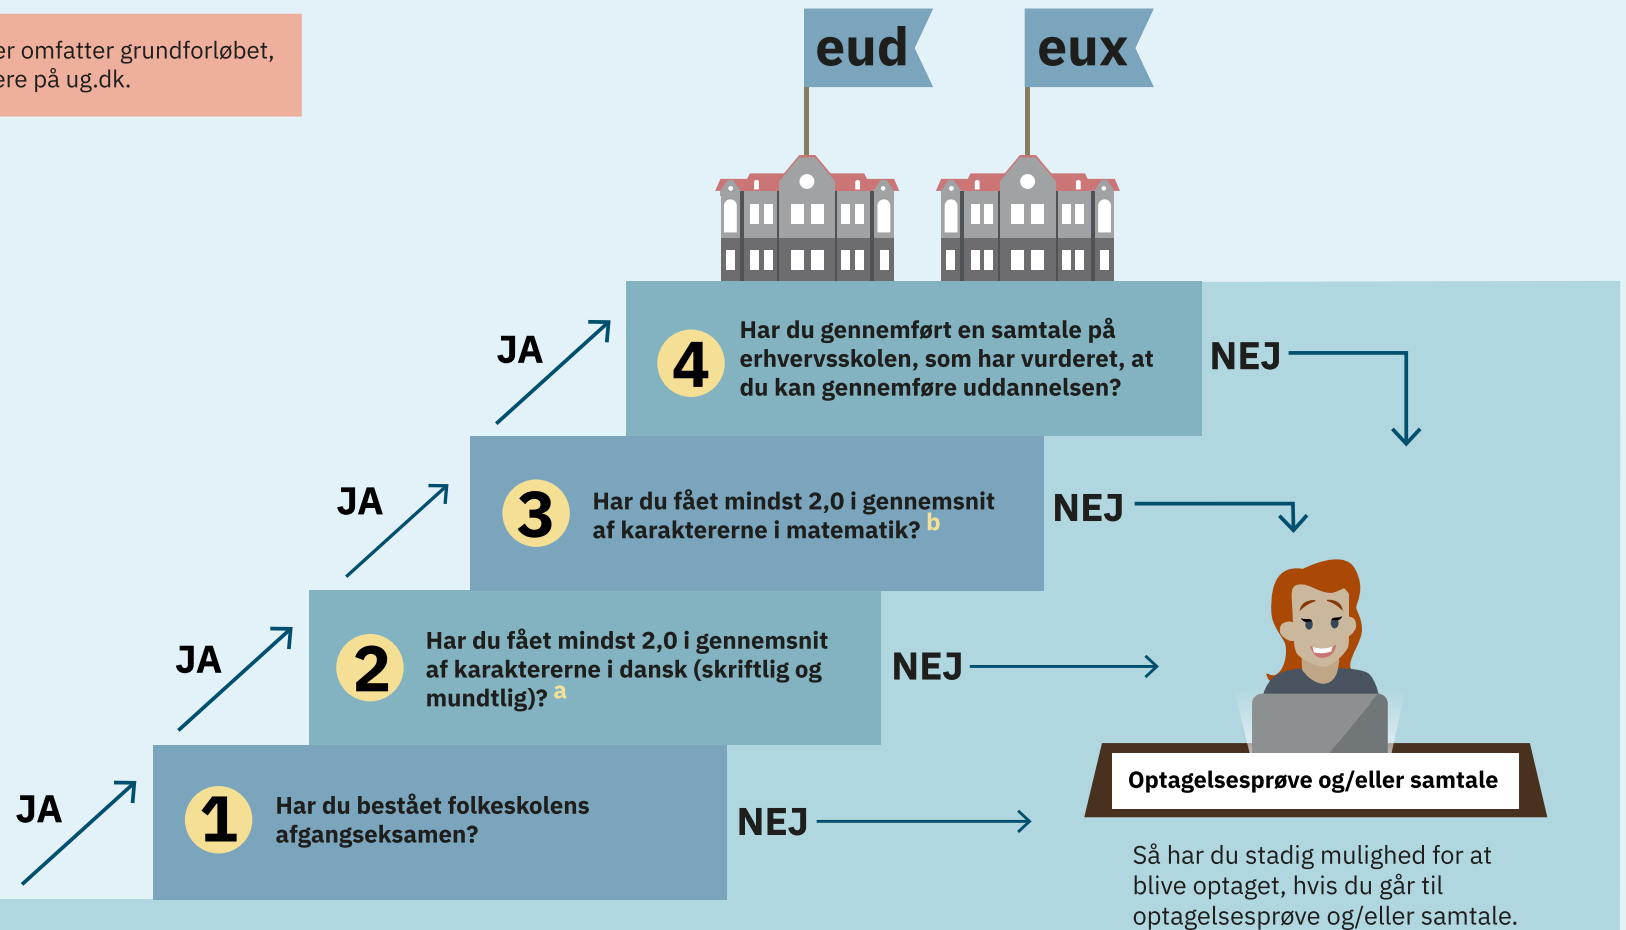 er omfatter grundforløbet,
ere på ug.dk.
eud
eux
JA
4
Har du gennemført en samtale på
erhvervsskolen, som har vurderet, at
du kan gennemføre uddannelsen?
NEJ
JA
3
Har du fået mindst 2,0 i gennemsnit
af karaktererne i matematik? b
NEJ
JA
2
Har du fået mindst 2,0 i gennemsnit
af karaktererne i dansk (skriftlig og
mundtlig)? a
NEJ
JA
1
Har du bestået folkeskolens
afgangseksamen?
NEJ
Optagelsesprøve og/eller samtale
Så har du stadig mulighed for at
blive optaget, hvis du går til
optagelsesprøve og/eller samtale.